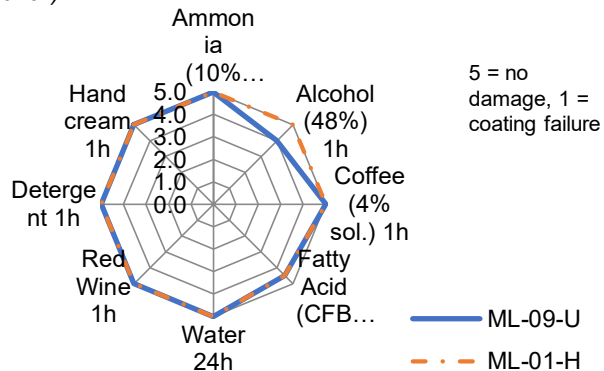 Ammon
ia
(10%…
5.0
4.0
3.0
2.0
1.0
0.0
Alcohol
(48%)
1h
Coffee
(4%
sol.) 1h
Fatty
Acid
(CFB…
Water
24h
Red
Wine
1h
Deterge
nt 1h
Hand
cream
1h
5 = no
damage, 1 =
coating failure
ML-09-U
ML-01-H